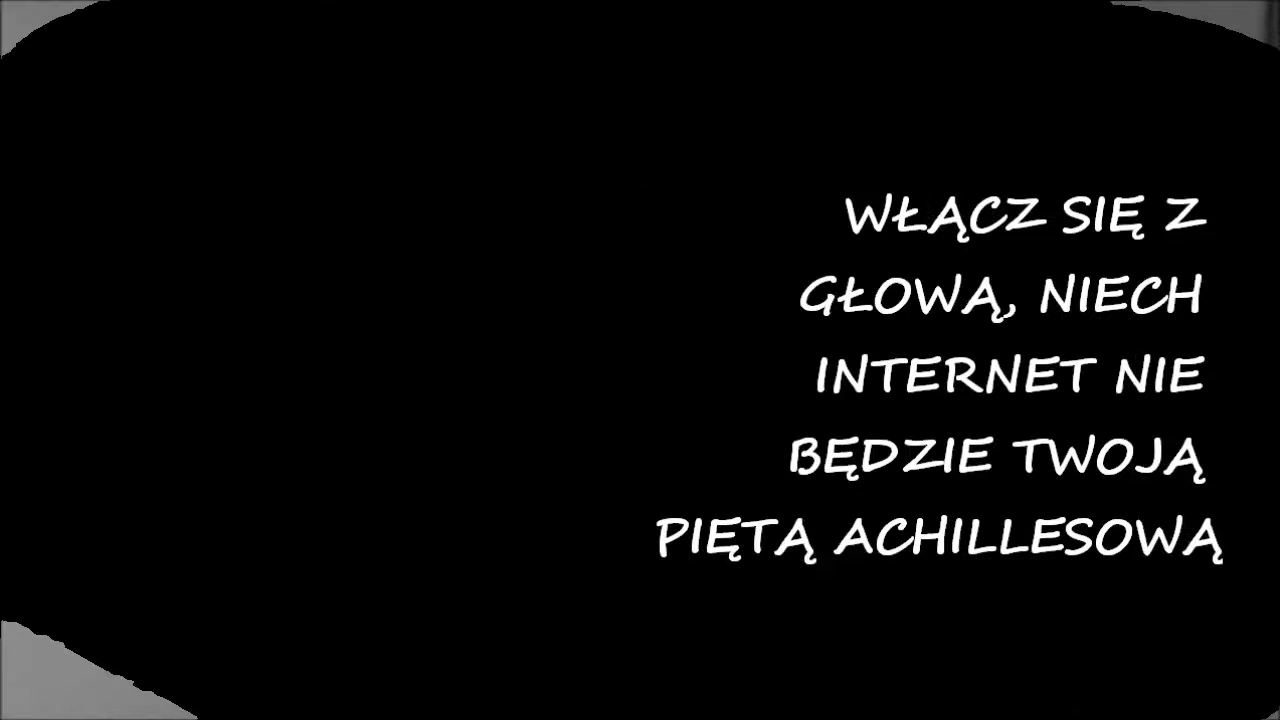 WŁĄCZ SIĘ Z
GŁOWĄ, NIECH
INTERNET NIE
BĘDZIE TWOJĄ
PIĘTĄ ACHILLESOWĄ